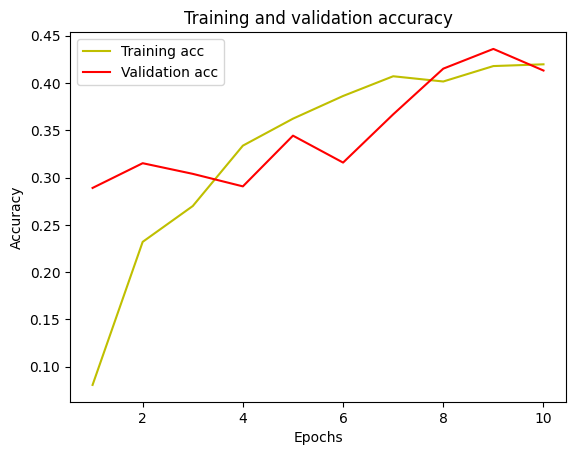 Training and validation accuracy
Training acc
Validation acc
0.45
0.40
0.35
0.30
0.25
0.20
0.15
0.10
Accuracy
2 4 6 8 10
Epochs